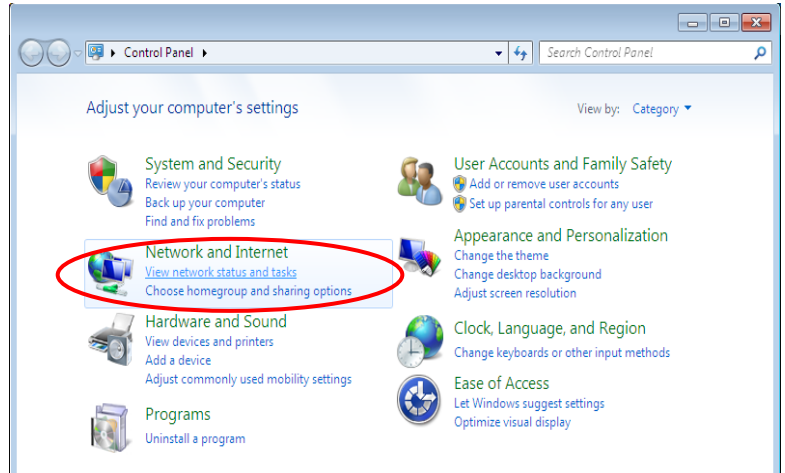 Control Panel
Search Control Panel
Adjust your computer's settings
View by: Category
System and Security
Review your computer's status
Back up your computer
Find and fix problems
Network and Internet
View network status and tasks
Choose homegroup and sharing options
Hardware and Sound
View devices and printers
Add a device
Adjust commonly used mobility settings
Programs
Uninstall a program
User Accounts and Family Safety
Add or remove user accounts
Set up parental controls for any user
Appearance and Personalization
Change the theme
Change desktop background
Adjust screen resolution
Clock, Language, and Region
Change keyboards or other input methods
Ease of Access
Let Windows suggest settings
Optimize visual display